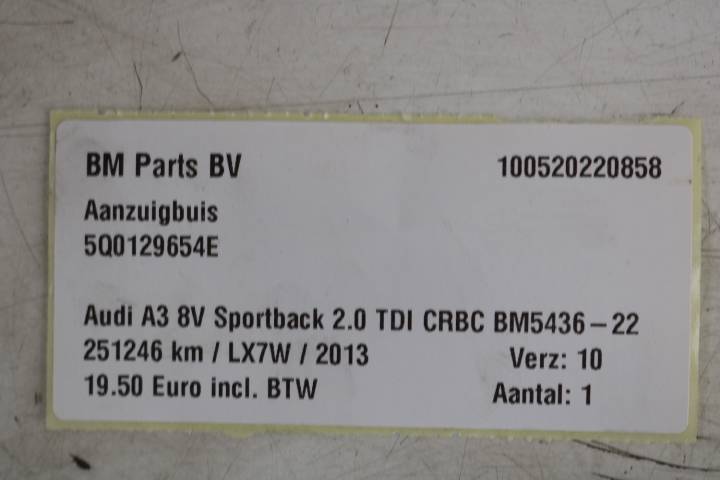 BM Parts BV 100520220858
Aanzuigbuis
5Q0129654E
Audi A3 8V Sportback 2.0 TDI CRBC BM5436-22
251246 km / LX7W / 2013 Verz: 10
19.50 Euro incl. BTW Aantal: 1